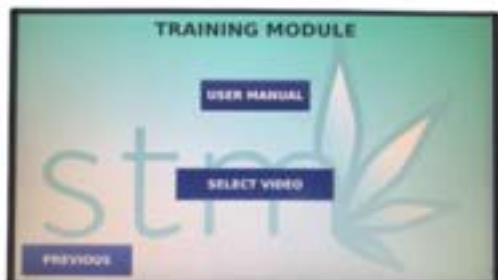 TRAINING MODULE
USER MANUAL
stm
SELECT VIDEO
PREVIOUS